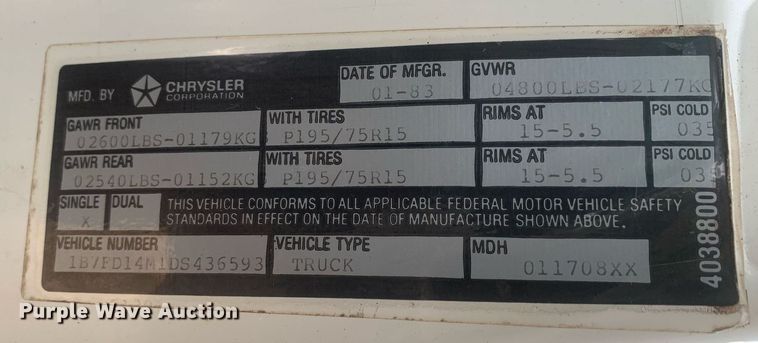 MFD. BY CHRYSLER CORPORATION DATE OF MFGR. 01-83 GVWR 04800LBS-02177KG
GAWR FRONT 02600LBS-01179KG WITH TIRES P195/75R15 RIMS AT 15-5.5 PSI COLD 035
GAWR REAR 02540LBS-01152KG WITH TIRES P195/75R15 RIMS AT 15-5.5 PSI COLD 035
SINGLE X DUAL THIS VEHICLE CONFORMS TO ALL APPLICABLE FEDERAL MOTOR VEHICLE SAFETY
STANDARDS IN EFFECT ON THE DATE OF MANUFACTURE SHOWN ABOVE.
VEHICLE NUMBER 1B7FD14M1DS436593 VEHICLE TYPE TRUCK MDH 011708XX
4038800
Purple Wave Auction